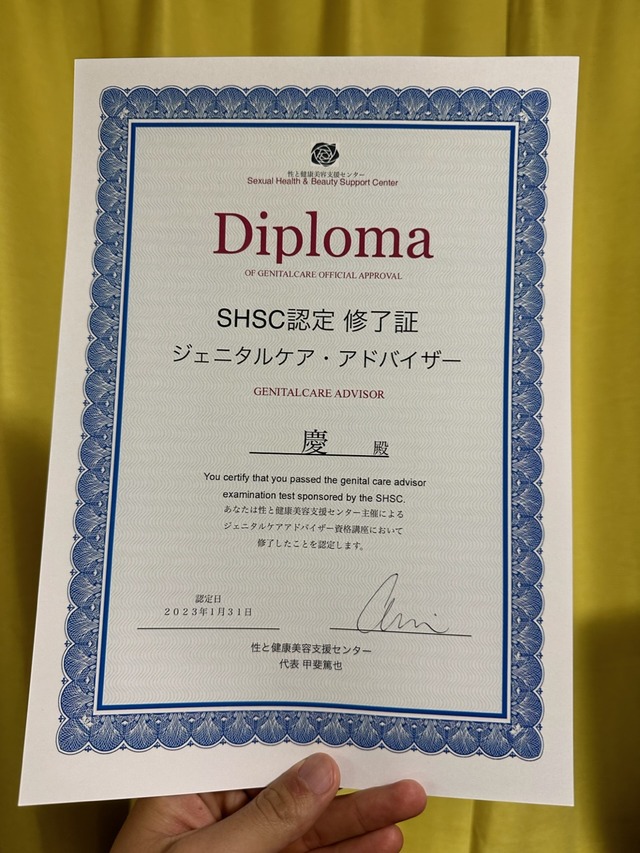 性と健康美容支援センター
Sexual Health & Beauty Support Center
Diploma
OF GENITALCARE OFFICIAL APPROVAL
SHSC認定 修了証
ジェニタルケア・アドバイザー
GENITALCARE ADVISOR
慶 殿
You certify that you passed the genital care advisor
examination test sponsored by the SHSC.
あなたは性と健康美容支援センター主催による
ジェニタルケアアドバイザー資格講座において
修了したことを認定します。
認定日
2023年1月31日
性と健康美容支援センター
代表 甲斐篤也